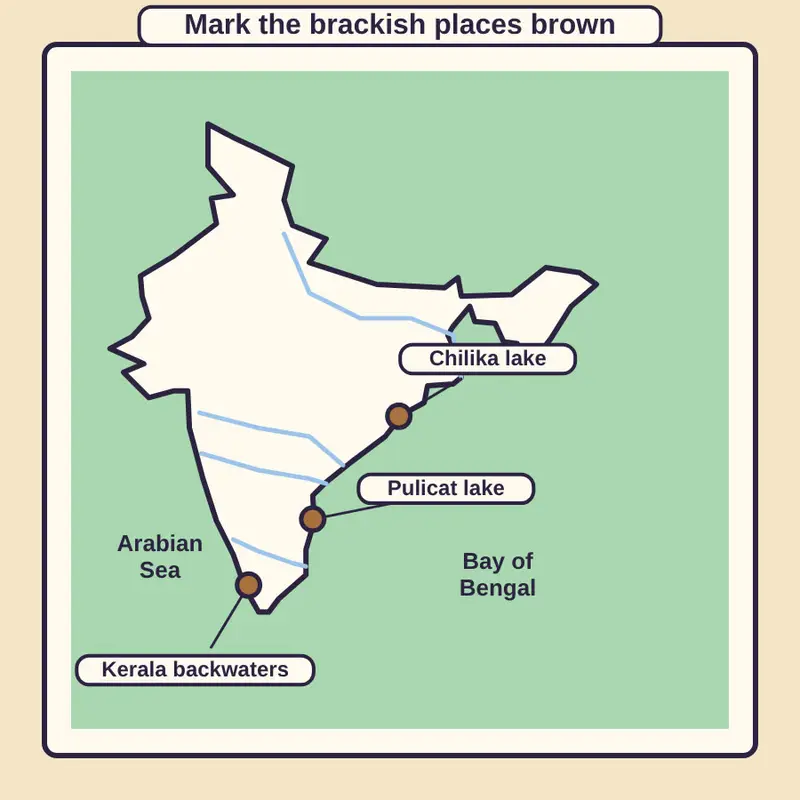 Mark the brackish places brown
Chilika lake
Pulicat lake
Arabian
Sea
Bay of
Bengal
Kerala backwaters